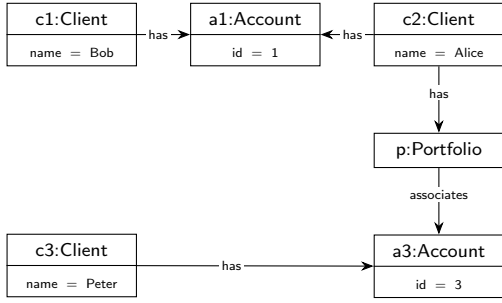 c1:Client
name = Bob
has
a1:Account
id = 1
has
c2:Client
name = Alice
has
p:Portfolio
associates
c3:Client
name = Peter
has
a3:Account
id = 3